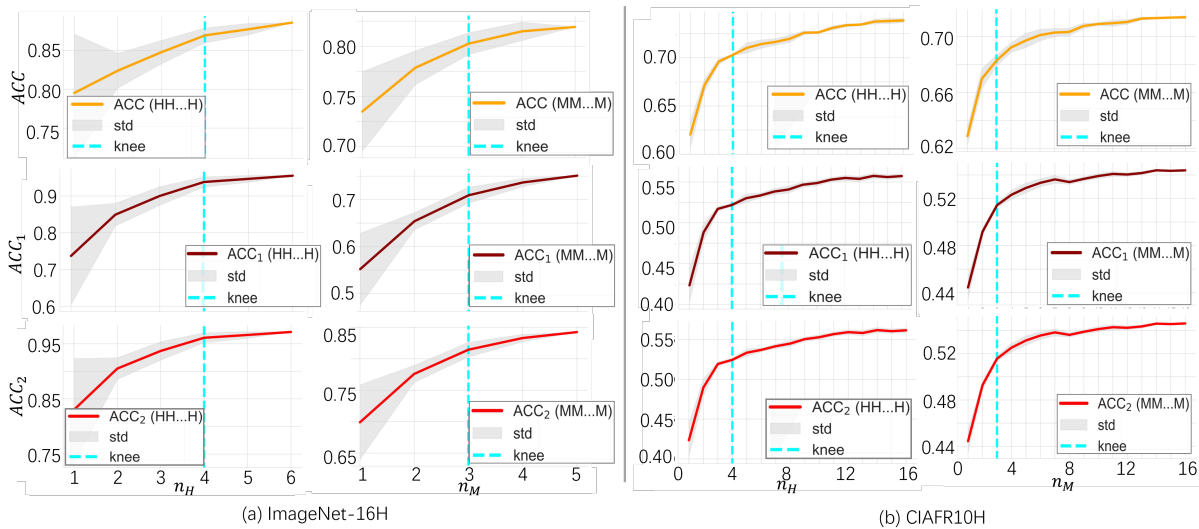 ACC
0.85
0.80
0.75
ACC (HH...H)
std
knee
0.80
0.75
0.70
ACC (MM...M)
std
knee
ACC₁
0.9
0.8
0.7
0.6
ACC₁ (HH...H)
std
knee
0.7
0.6
0.5
ACC₁ (MM...M)
std
knee
ACC₂
0.95
0.85
0.75
ACC₂ (HH...H)
std
knee
1 2 3 4 5 6
n_H
0.85
0.75
0.65
ACC₂ (MM...M)
std
knee
1 2 3 4 5
n_M
(a) ImageNet-16H
0.70
0.65
0.60
ACC (HH...H)
std
knee
0.70
0.66
0.62
ACC (MM...M)
std
knee
0.55
0.50
0.45
0.40
ACC₁ (HH...H)
std
knee
0.52
0.48
0.44
ACC₁ (MM...M)
std
knee
0.55
0.50
0.45
0.40
ACC₂ (HH...H)
std
knee
0 4 8 12 16
n_H
0.52
0.48
0.44
ACC₂ (MM...M)
std
knee
0 4 8 12 16
n_M
(b) CIAFR10H